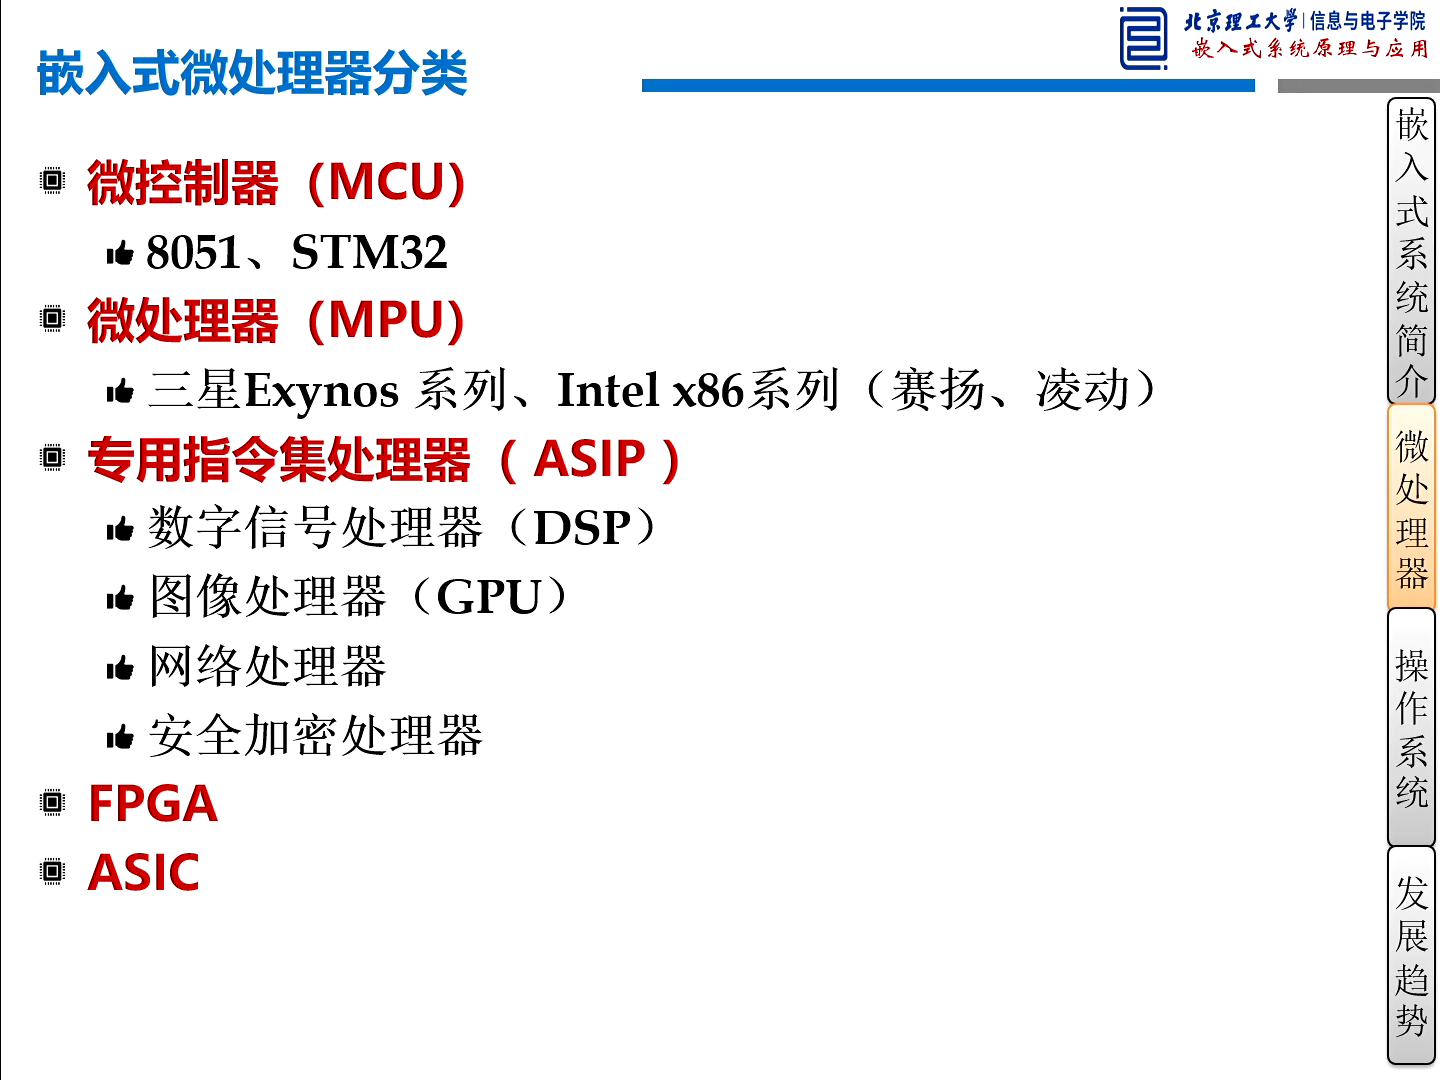 北京理工大学|信息与电子学院
嵌入式系统原理与应用
嵌入式微处理器分类
微控制器（MCU）
8051、STM32
微处理器（MPU）
三星Exynos 系列、Intel x86系列（赛扬、凌动）
专用指令集处理器（ ASIP ）
数字信号处理器（DSP）
图像处理器（GPU）
网络处理器
安全加密处理器
FPGA
ASIC
嵌入式系统简介
微处理器
操作系统
发展趋势